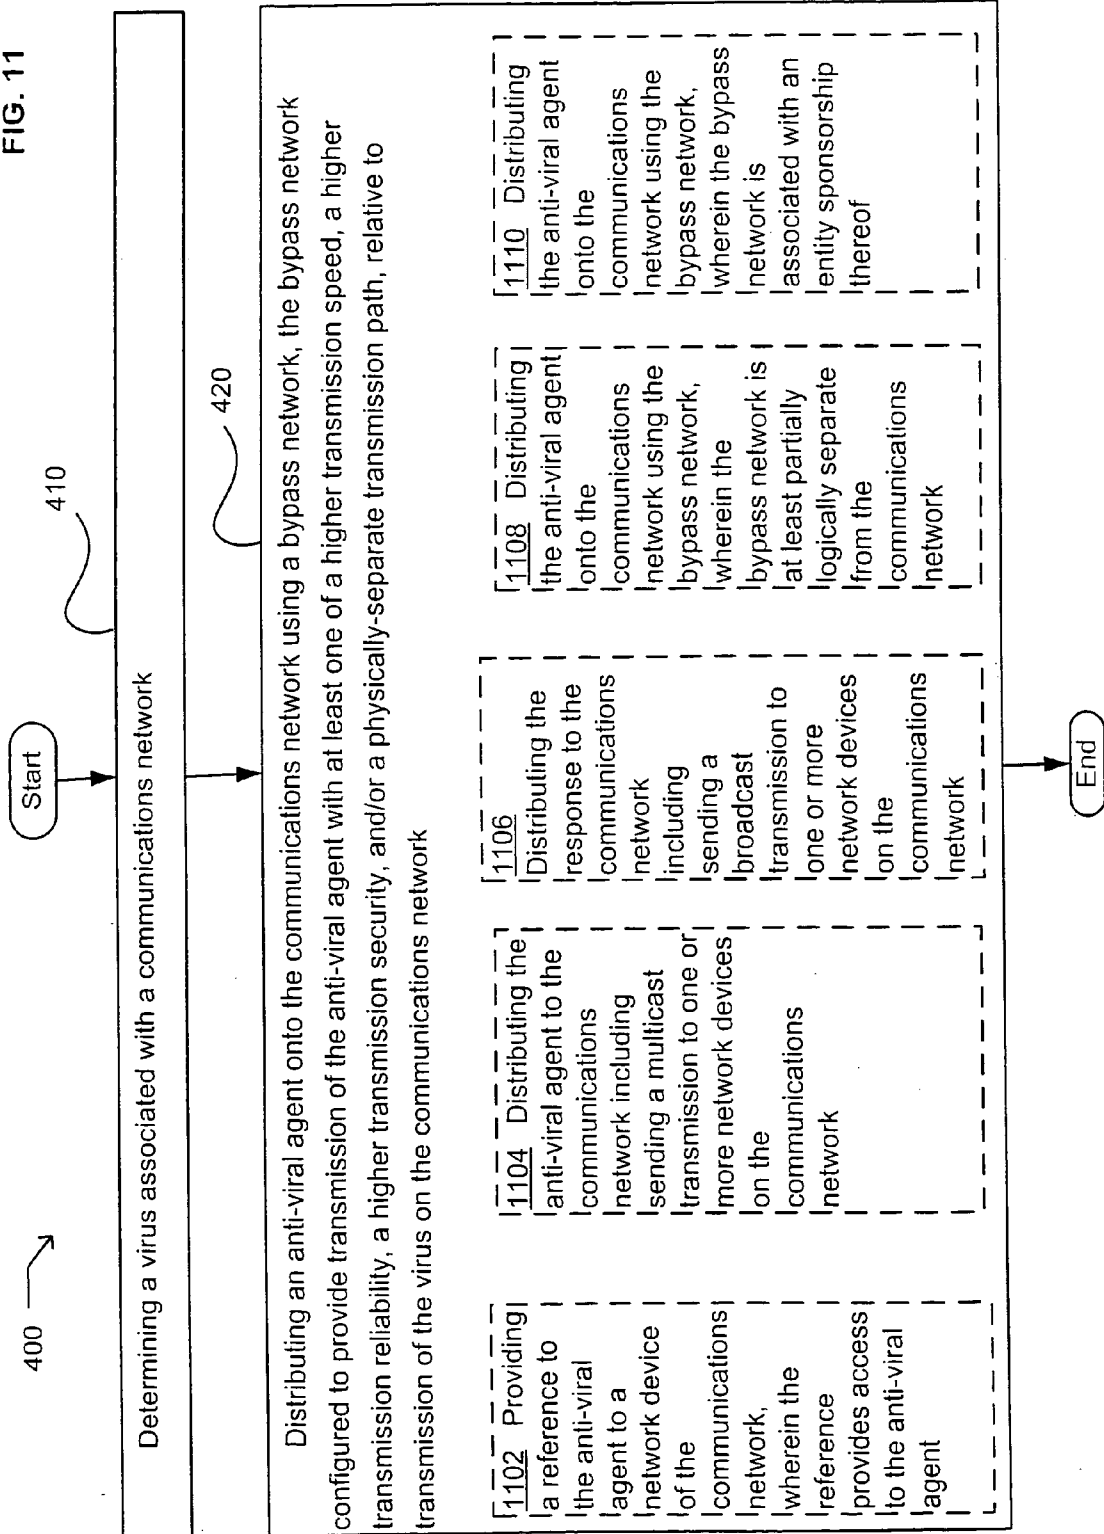 FIG. 11
400
Start
410
Determining a virus associated with a communications network
420
Distributing an anti-viral agent onto the communications network using a bypass network, the bypass network
configured to provide transmission of the anti-viral agent with at least one of a higher transmission speed, a higher
transmission reliability, a higher transmission security, and/or a physically-separate transmission path, relative to
transmission of the virus on the communications network
1102 Providing
a reference to
the anti-viral
agent to a
network device
of the
communications
network,
wherein the
reference
provides access
to the anti-viral
agent
1104 Distributing the
anti-viral agent to the
communications
network including
sending a multicast
transmission to one or
more network devices
on the
communications
network
1106
Distributing the
response to the
communications
network
including
sending a
broadcast
transmission to
one or more
network devices
on the
communications
network
1108 Distributing
the anti-viral agent
onto the
communications
network using the
bypass network,
wherein the
bypass network is
at least partially
logically separate
from the
communications
network
1110 Distributing
the anti-viral agent
onto the
communications
network using the
bypass network,
wherein the bypass
network is
associated with an
entity sponsorship
thereof
End